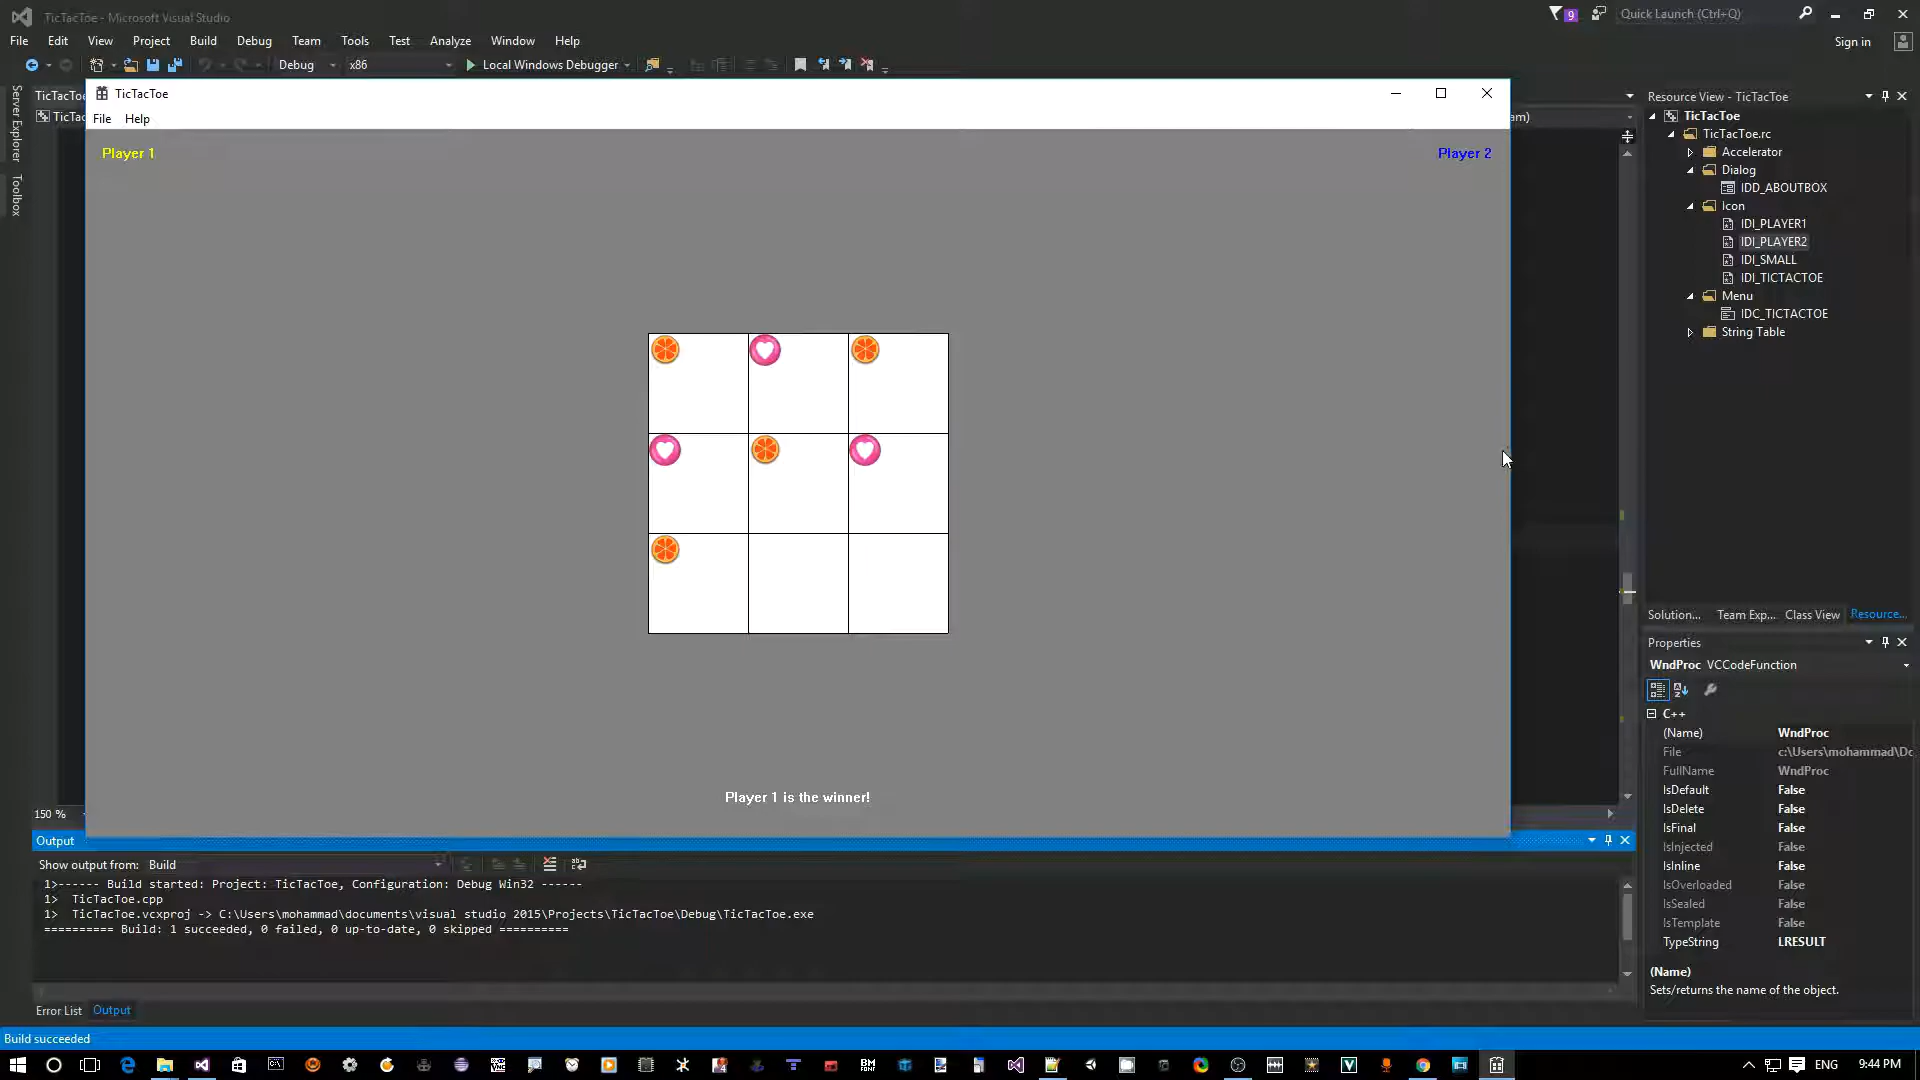 TicTacToe - Microsoft Visual Studio
9
Quick Launch (Ctrl+Q)
File Edit View Project Build Debug Team Tools Test Analyze Window Help
Sign in
Debug x86 Local Windows Debugger
Server Explorer
Toolbox
TicTacToe
File Help
Player 1
Player 2
Player 1 is the winner!
Resource View - TicTacToe
TicTacToe
TicTacToe.rc
Accelerator
Dialog
IDD_ABOUTBOX
Icon
IDI_PLAYER1
IDI_PLAYER2
IDI_SMALL
IDI_TICTACTOE
Menu
IDC_TICTACTOE
String Table
Solution... Team Exp... Class View Resource...
Properties
WndProc VCCodeFunction
C++
(Name) WndProc
File c:\Users\mohammad\Dc
FullName WndProc
IsDefault False
IsDelete False
IsFinal False
IsInjected False
IsInline False
IsOverloaded False
IsSealed False
IsTemplate False
TypeString LRESULT
(Name)
Sets/returns the name of the object.
150 %
Output
Show output from: Build
1>------ Build started: Project: TicTacToe, Configuration: Debug Win32 ------
1> TicTacToe.cpp
1> TicTacToe.vcxproj -> C:\Users\mohammad\documents\visual studio 2015\Projects\TicTacToe\Debug\TicTacToe.exe
========== Build: 1 succeeded, 0 failed, 0 up-to-date, 0 skipped ==========
Error List Output
Build succeeded
ENG 9:44 PM